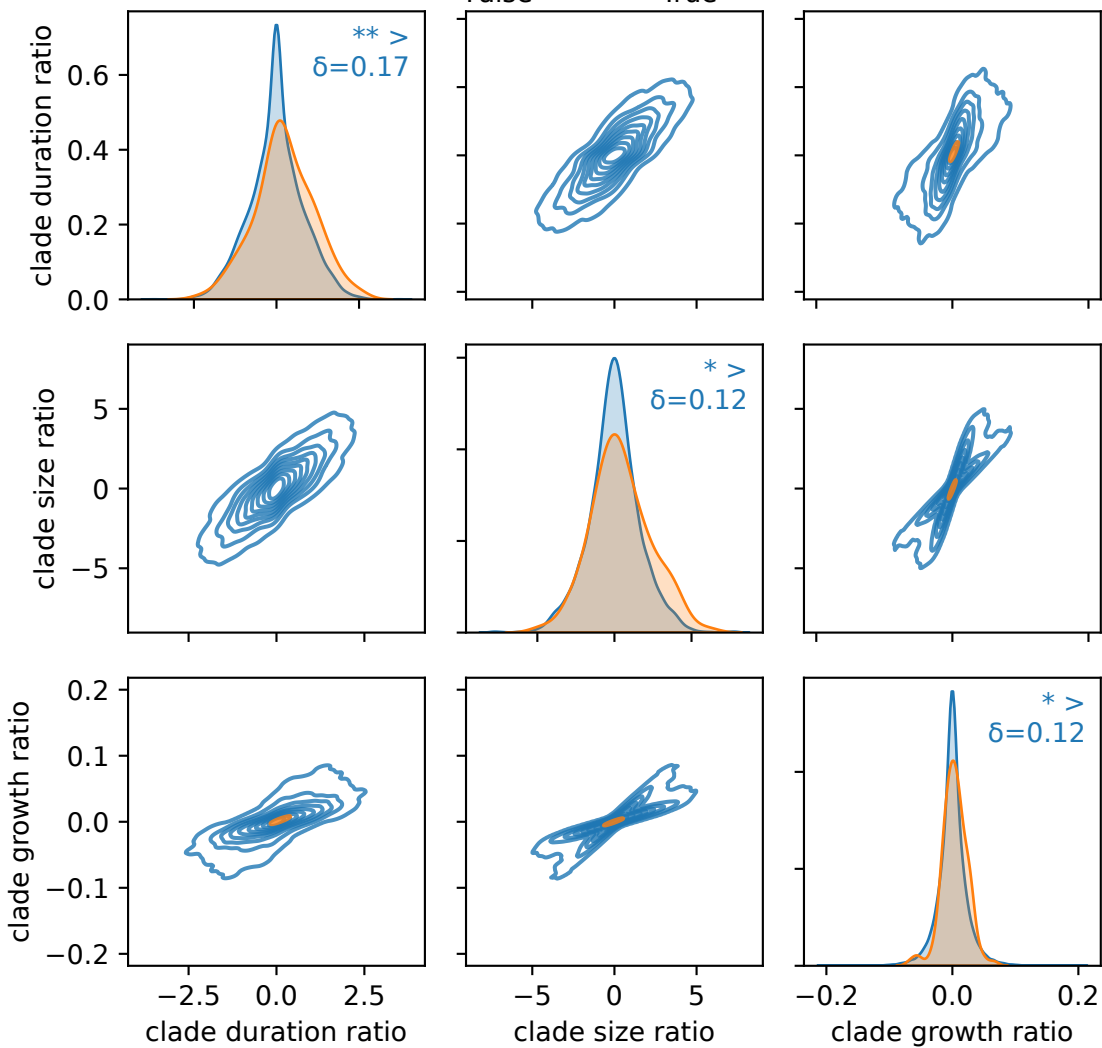 clade duration ratio
0.6
0.4
0.2
0.0
** >
δ=0.17
clade size ratio
5
0
−5
* >
δ=0.12
clade growth ratio
0.2
0.1
0.0
−0.1
−0.2
* >
δ=0.12
−2.5 0.0 2.5
clade duration ratio
−5 0 5
clade size ratio
−0.2 0.0 0.2
clade growth ratio